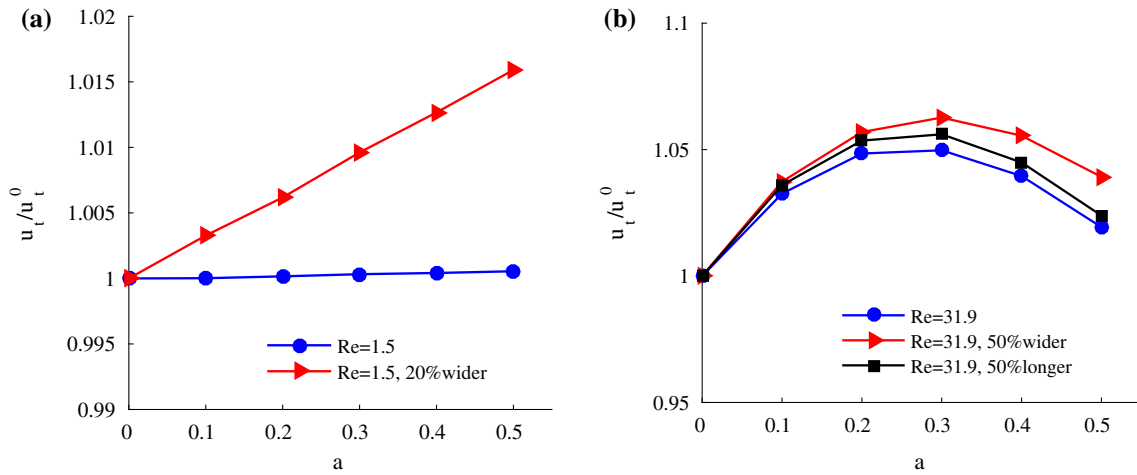 (a)
1.02
1.015
1.01
1.005
1
0.995
0.99
u_t/u_t^0
0 0.1 0.2 0.3 0.4 0.5
a
Re=1.5
Re=1.5, 20%wider
(b)
1.1
1.05
1
0.95
u_t/u_t^0
0 0.1 0.2 0.3 0.4 0.5
a
Re=31.9
Re=31.9, 50%wider
Re=31.9, 50%longer